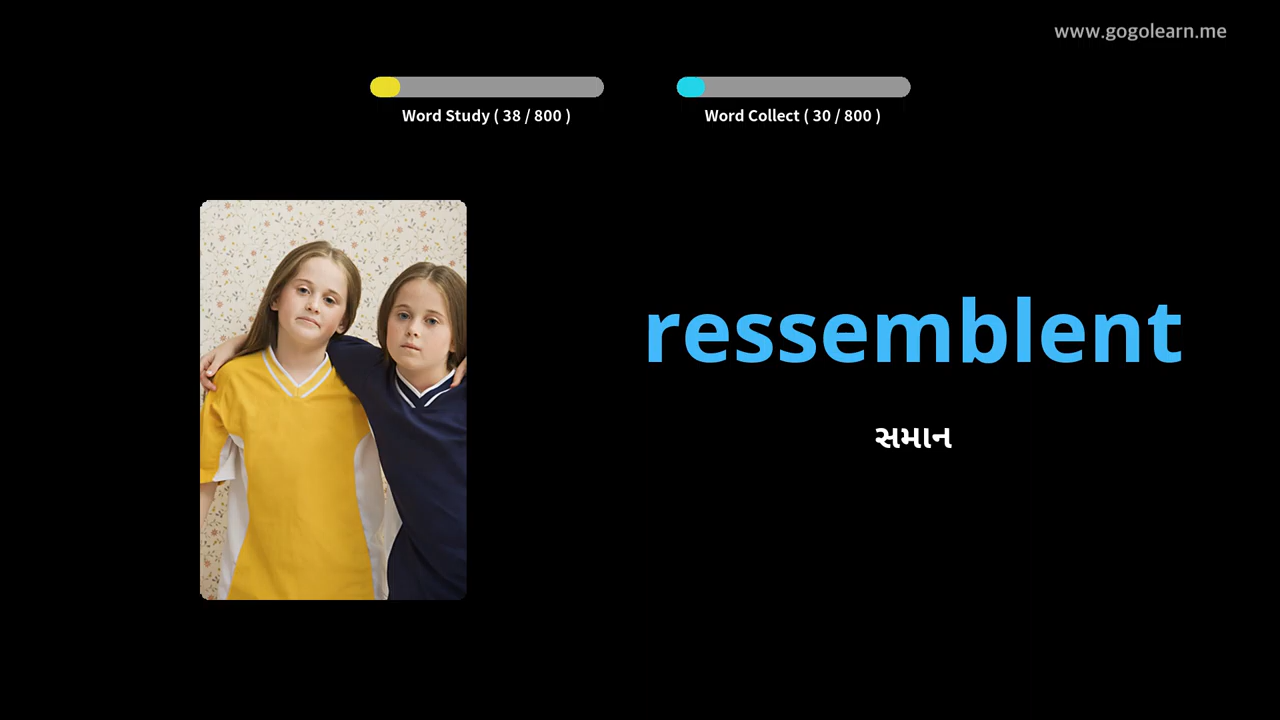 www.gogolearn.me
Word Study ( 38 / 800 )
Word Collect ( 30 / 800 )
ressemblent
સમાન